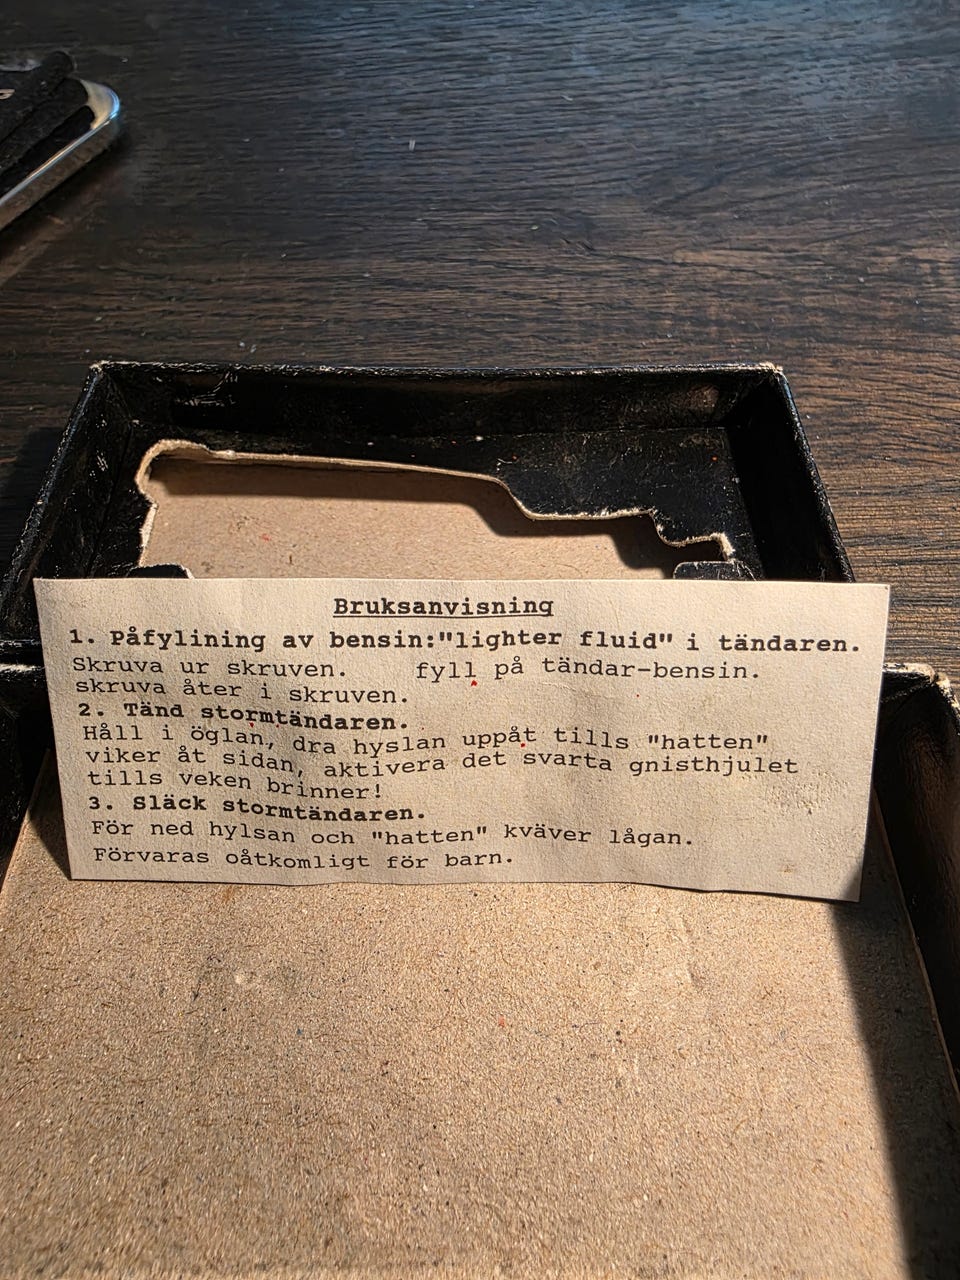 Bruksanvisning
1. Påfylining av bensin:"lighter fluid" i tändaren.
Skruva ur skruven. fyll på tändar-bensin.
skruva åter i skruven.
2. Tänd stormtändaren.
Håll i öglan, dra hyslan uppåt tills "hatten"
viker åt sidan, aktivera det svarta gnisthjulet
tills veken brinner!
3. Släck stormtändaren.
För ned hylsan och "hatten" kväver lågan.
Förvaras oåtkomligt för barn.